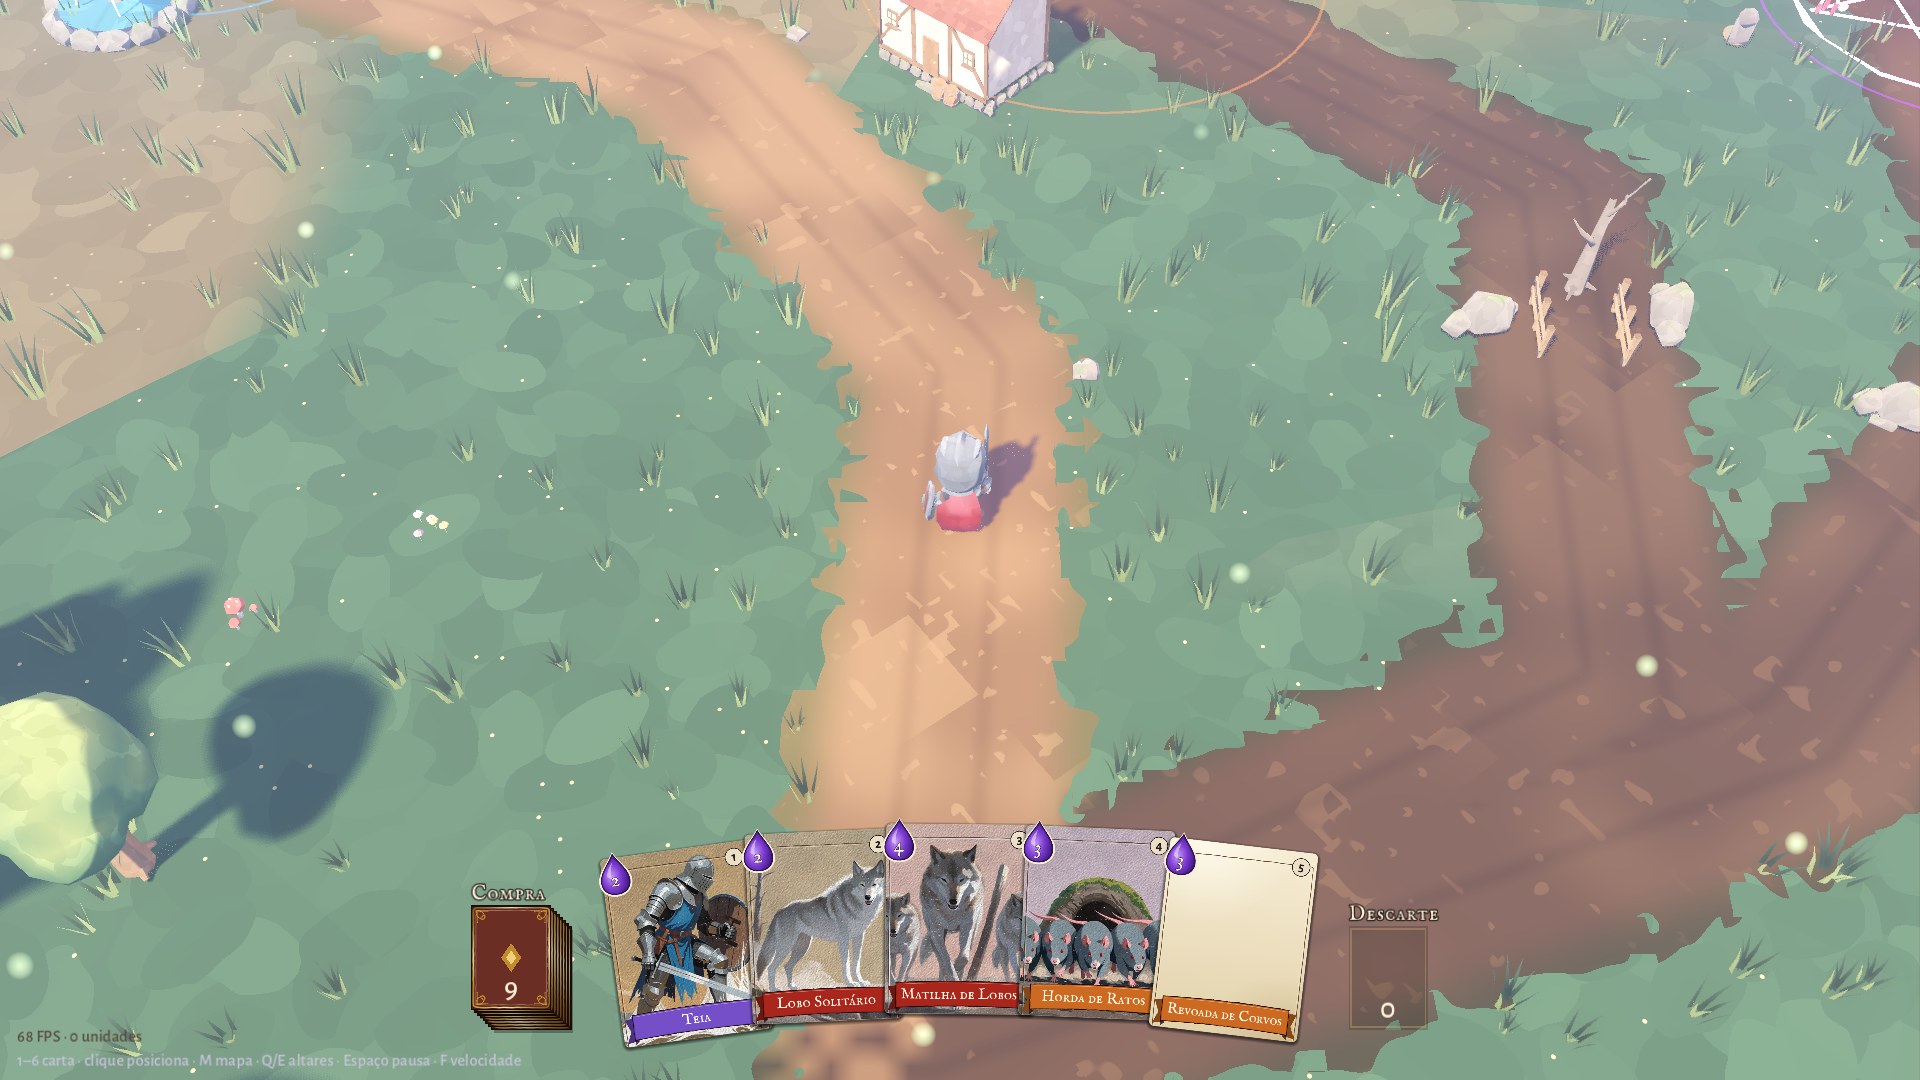 Compra
9
2
1
Teia
2
2
Lobo Solitário
4
3
Matilha de Lobos
3
4
Horda de Ratos
3
5
Revoada de Corvos
Descarte
0
68 FPS · 0 unidades
1–6 carta · clique posiciona · M mapa · Q/E altares · Espaço pausa · F velocidade